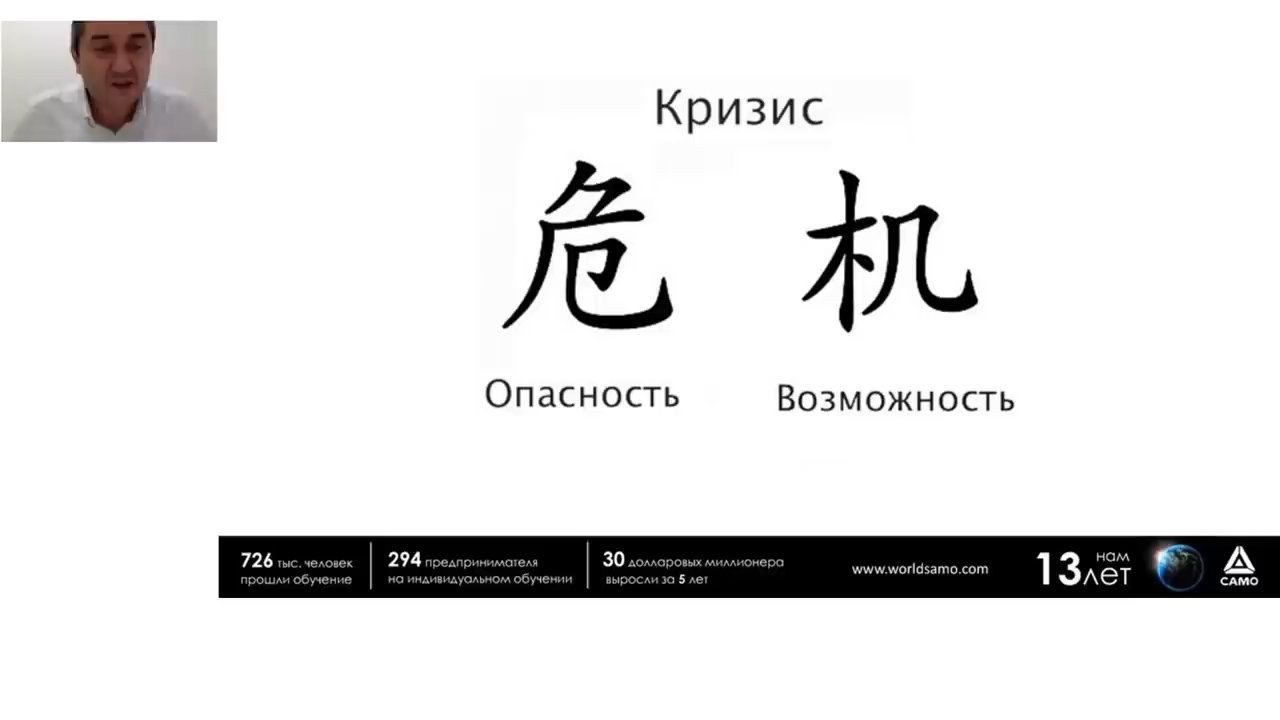 Кризис
危 机
Опасность Возможность
726 тыс. человек
прошли обучение
294 предпринимателя
на индивидуальном обучении
30 долларовых миллионера
выросли за 5 лет
www.worldsamo.com
13 нам
лет
САМО